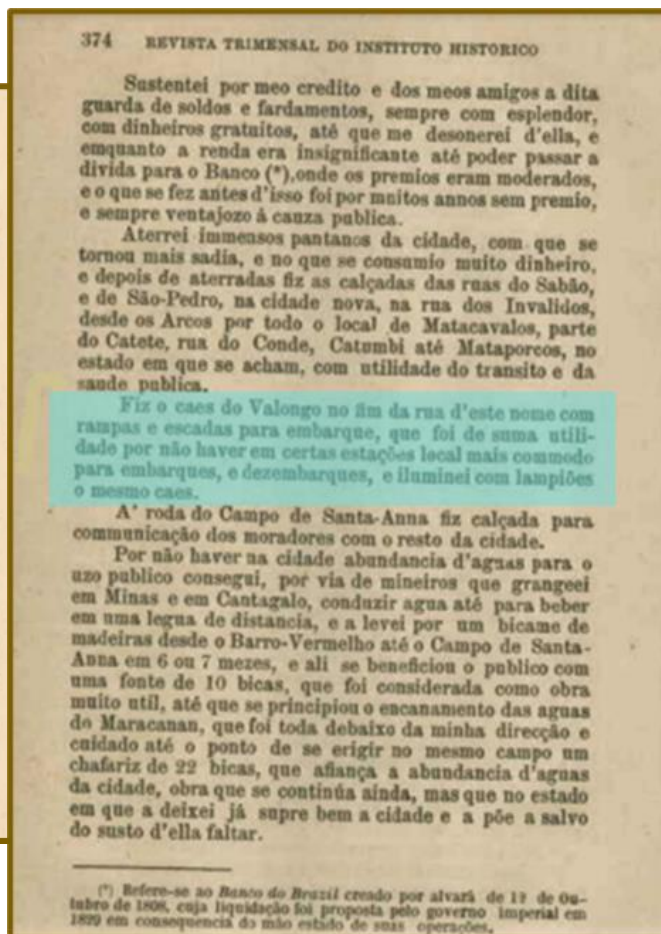 374 REVISTA TRIMENSAL DO INSTITUTO HISTORICO
Sustentei por meo credito e dos meos amigos a dita
guarda de soldos e fardamentos, sempre com esplendor,
com dinheiros gratuitos, até que me desonerei d'ella, e
emquanto a renda era insignificante até poder passar a
divida para o Banco (*),onde os premios eram moderados,
e o que se fez antes d'isso foi por muitos annos sem premio,
e sempre ventajozo á cauza publica.
Aterrei immensos pantanos da cidade, com que se
tornou mais sadia, e no que se consumio muito dinheiro,
e depois de aterradas fiz as calçadas das ruas do Sabão,
e de São-Pedro, na cidade nova, na rua dos Invalidos,
desde os Arcos por todo o local de Matacavalos, parte
do Catete, rua do Conde, Catumbi até Mataporcos, no
estado em que se acham, com utilidade do transito e da
saude publica.
Fiz o caes do Valongo no fim da rua d'este nome com
rampas e escadas para embarque, que foi de suma utili-
dade por não haver em certas estações local mais commodo
para embarques, e dezembarques, e iluminei com lampiões
o mesmo caes.
A' roda do Campo de Santa-Anna fiz calçada para
communicação dos moradores com o resto da cidade.
Por não haver na cidade abundancia d'aguas para o
uzo publico consegui, por via de mineiros que grangeei
em Minas e em Cantagalo, conduzir agua até para beber
em uma legua de distancia, e a levei por um bicame de
madeiras desde o Barro-Vermelho até o Campo de Santa-
Anna em 6 ou 7 mezes, e ali se beneficiou o publico com
uma fonte de 10 bicas, que foi considerada como obra
muito util, até que se principiou o encanamento das aguas
do Maracanan, que foi toda debaixo da minha direcção e
cuidado até o ponto de se erigir no mesmo campo um
chafariz de 22 bicas, que afiança a abundancia d'aguas
da cidade, obra que se continúa ainda, mas que no estado
em que a deixei já supre bem a cidade e a põe a salvo
do susto d'ella faltar.
(*) Refere-se ao Banco do Brazil creado por alvará de 12 de Ou-
tubro de 1808, cuja liquidação foi proposta pelo governo imperial em
1829 em consequencia do máo estado de suas operações.